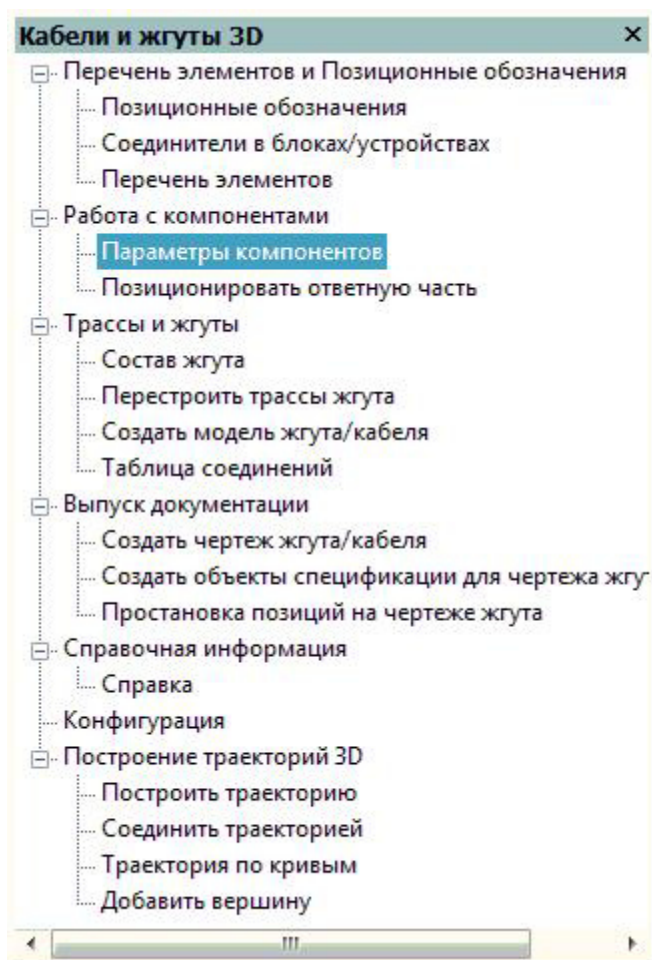 Кабели и жгуты 3D
Перечень элементов и Позиционные обозначения
Позиционные обозначения
Соединители в блоках/устройствах
Перечень элементов
Работа с компонентами
Параметры компонентов
Позиционировать ответную часть
Трассы и жгуты
Состав жгута
Перестроить трассы жгута
Создать модель жгута/кабеля
Таблица соединений
Выпуск документации
Создать чертеж жгута/кабеля
Создать объекты спецификации для чертежа жгут
Простановка позиций на чертеже жгута
Справочная информация
Справка
Конфигурация
Построение траекторий 3D
Построить траекторию
Соединить траекторией
Траектория по кривым
Добавить вершину